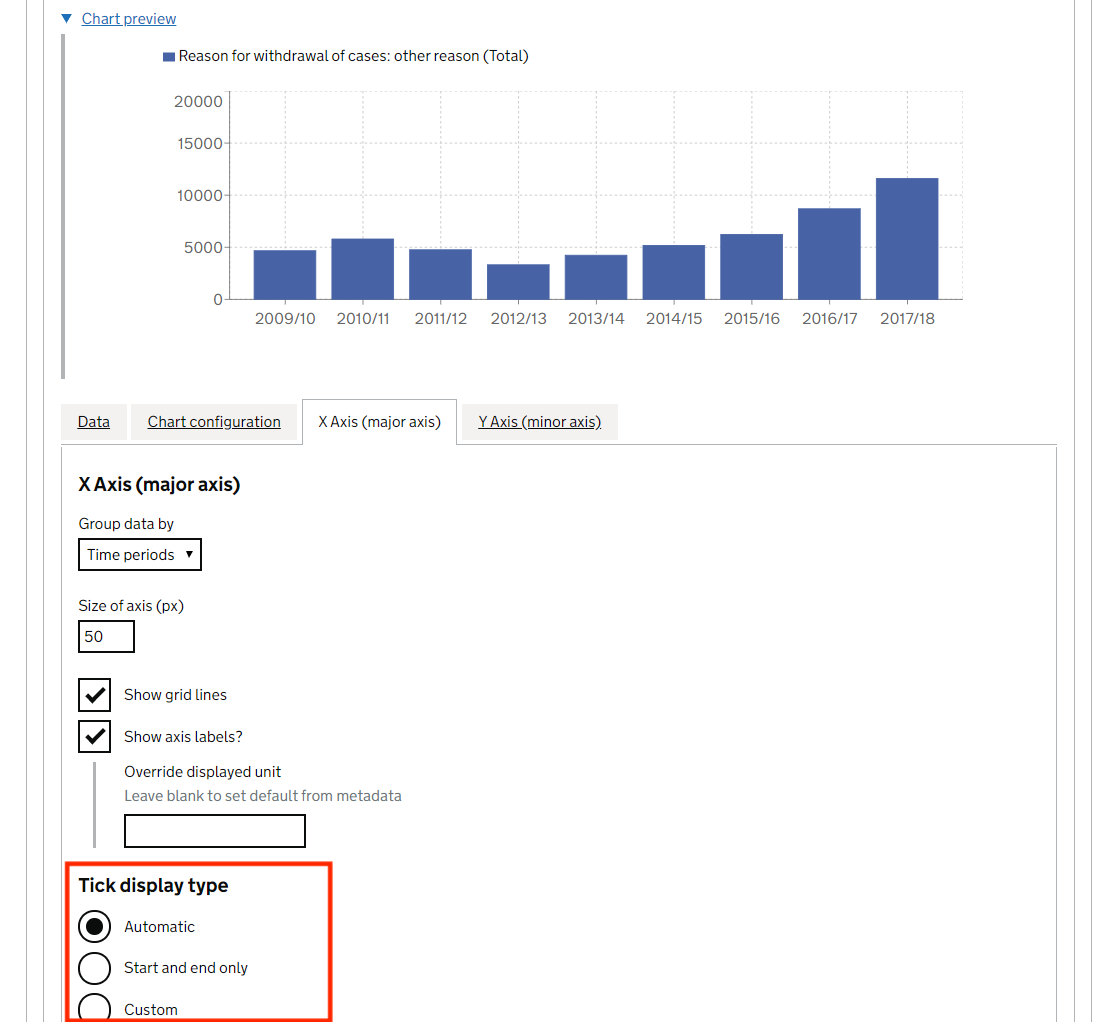 Chart preview
Reason for withdrawal of cases: other reason (Total)
20000
15000
10000
5000
0
2009/10 2010/11 2011/12 2012/13 2013/14 2014/15 2015/16 2016/17 2017/18
Data Chart configuration X Axis (major axis) Y Axis (minor axis)
X Axis (major axis)
Group data by
Time periods
Size of axis (px)
50
Show grid lines
Show axis labels?
Override displayed unit
Leave blank to set default from metadata
Tick display type
Automatic
Start and end only
Custom